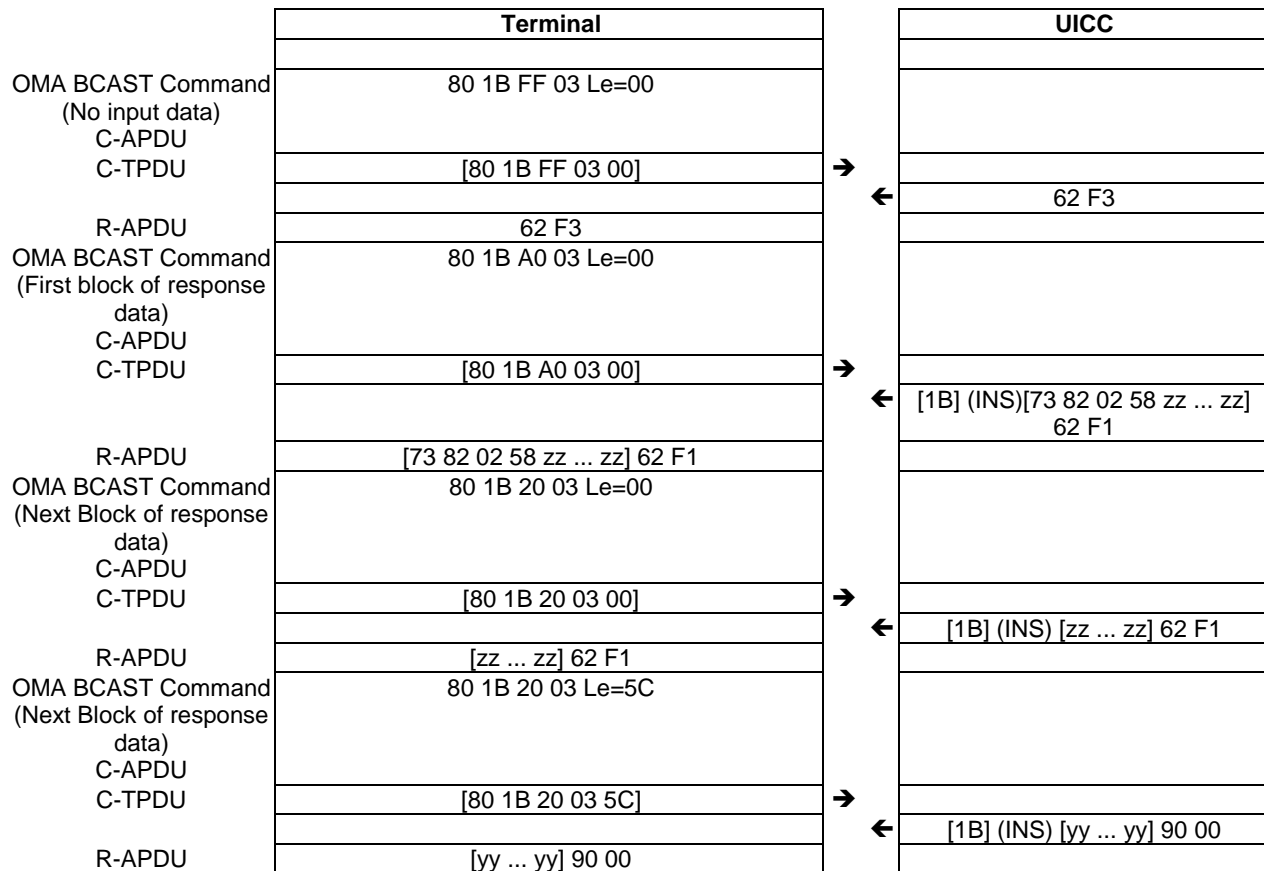 Terminal UICC
OMA BCAST Command 80 1B FF 03 Le=00
(No input data)
C-APDU
C-TPDU [80 1B FF 03 00] ➔
🡸 62 F3
R-APDU 62 F3
OMA BCAST Command 80 1B A0 03 Le=00
(First block of response
data)
C-APDU
C-TPDU [80 1B A0 03 00] ➔
🡸 [1B] (INS)[73 82 02 58 zz ... zz]
62 F1
R-APDU [73 82 02 58 zz ... zz] 62 F1
OMA BCAST Command 80 1B 20 03 Le=00
(Next Block of response
data)
C-APDU
C-TPDU [80 1B 20 03 00] ➔
🡸 [1B] (INS) [zz ... zz] 62 F1
R-APDU [zz ... zz] 62 F1
OMA BCAST Command 80 1B 20 03 Le=5C
(Next Block of response
data)
C-APDU
C-TPDU [80 1B 20 03 5C] ➔
🡸 [1B] (INS) [yy ... yy] 90 00
R-APDU [yy ... yy] 90 00